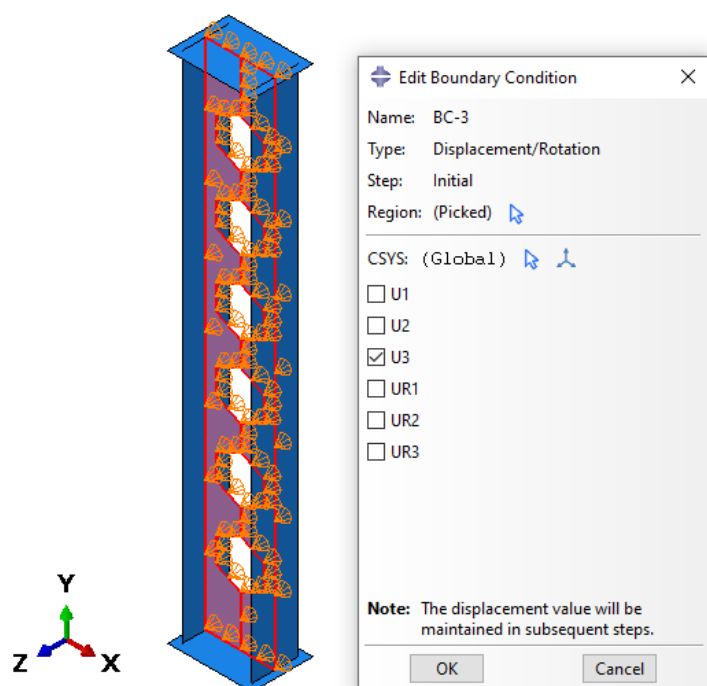 Edit Boundary Condition
Name: BC-3
Type: Displacement/Rotation
Step: Initial
Region: (Picked)
CSYS: (Global)
U1
U2
U3
UR1
UR2
UR3
Note: The displacement value will be
maintained in subsequent steps.
OK Cancel
Y
Z X